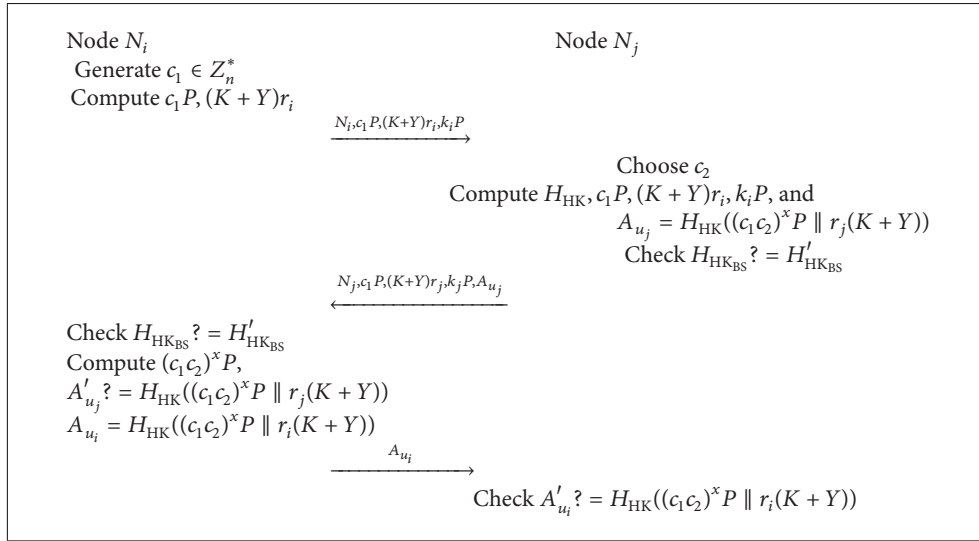 Node N_i Node N_j
Generate c_1 ∈ Z_n^*
Compute c_1P, (K + Y)r_i
N_i,c_1P,(K+Y)r_i,k_iP
Choose c_2
Compute H_HK, c_1P, (K + Y)r_i, k_iP, and
A_{u_j} = H_HK((c_1c_2)^x P ∥ r_j(K + Y))
Check H_{HK_BS}? = H'_{HK_BS}
N_j,c_1P,(K+Y)r_j,k_jP,A_{u_j}
Check H_{HK_BS}? = H'_{HK_BS}
Compute (c_1c_2)^x P,
A'_{u_j}? = H_HK((c_1c_2)^x P ∥ r_j(K + Y))
A_{u_i} = H_HK((c_1c_2)^x P ∥ r_i(K + Y))
A_{u_i}
Check A'_{u_i}? = H_HK((c_1c_2)^x P ∥ r_i(K + Y))